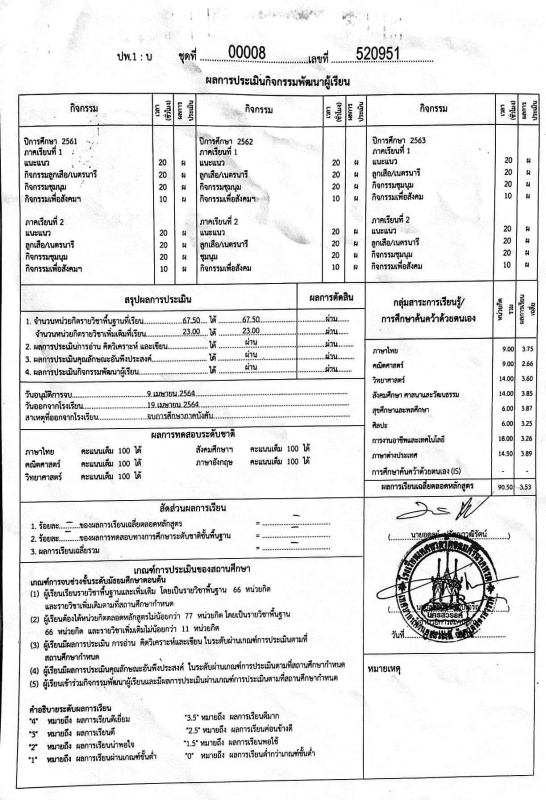 ปพ.1 : บ ชุดที่ 00008 เลขที่ 520951
ผลการประเมินกิจกรรมพัฒนาผู้เรียน
กิจกรรม เวลา (ชั่วโมง) ผลการประเมิน กิจกรรม เวลา (ชั่วโมง) ผลการประเมิน กิจกรรม เวลา (ชั่วโมง) ผลการประเมิน
ปีการศึกษา 2561
ภาคเรียนที่ 1
แนะแนว 20 ผ
กิจกรรมลูกเสือ/เนตรนารี 20 ผ
กิจกรรมชุมนุม 20 ผ
กิจกรรมเพื่อสังคมฯ 10 ผ
ภาคเรียนที่ 2
แนะแนว 20 ผ
ลูกเสือ/เนตรนารี 20 ผ
กิจกรรมชุมนุม 20 ผ
กิจกรรมเพื่อสังคมฯ 10 ผ
ปีการศึกษา 2562
ภาคเรียนที่ 1
แนะแนว 20 ผ
ลูกเสือ/เนตรนารี 20 ผ
กิจกรรมชุมนุม 20 ผ
กิจกรรมเพื่อสังคมฯ 10 ผ
ภาคเรียนที่ 2
แนะแนว 20 ผ
ลูกเสือ/เนตรนารี 20 ผ
ชุมนุม 20 ผ
กิจกรรมเพื่อสังคม 10 ผ
ปีการศึกษา 2563
ภาคเรียนที่ 1
แนะแนว 20 ผ
ลูกเสือ/เนตรนารี 20 ผ
กิจกรรมชุมนุม 20 ผ
กิจกรรมเพื่อสังคม 10 ผ
ภาคเรียนที่ 2
แนะแนว 20 ผ
ลูกเสือ/เนตรนารี 20 ผ
กิจกรรมชุมนุม 20 ผ
กิจกรรมเพื่อสังคม 10 ผ
สรุปผลการประเมิน ผลการตัดสิน
1. จำนวนหน่วยกิตรายวิชาพื้นฐานที่เรียน 67.50 ได้ 67.50 ผ่าน
จำนวนหน่วยกิตรายวิชาเพิ่มเติมที่เรียน 23.00 ได้ 23.00 ผ่าน
2. ผลการประเมินการอ่าน คิดวิเคราะห์ และเขียน ได้ ผ่าน ผ่าน
3. ผลการประเมินคุณลักษณะอันพึงประสงค์ ได้ ผ่าน ผ่าน
4. ผลการประเมินกิจกรรมพัฒนาผู้เรียน ได้ ผ่าน ผ่าน
วันอนุมัติการจบ 9 เมษายน 2564
วันออกจากโรงเรียน 19 เมษายน 2564
สาเหตุที่ออกจากโรงเรียน จบการศึกษาภาคบังคับ
ผลการทดสอบระดับชาติ
ภาษาไทย คะแนนเต็ม 100 ได้ สังคมศึกษาฯ คะแนนเต็ม 100 ได้
คณิตศาสตร์ คะแนนเต็ม 100 ได้ ภาษาอังกฤษ คะแนนเต็ม 100 ได้
วิทยาศาสตร์ คะแนนเต็ม 100 ได้
สัดส่วนผลการเรียน
1. ร้อยละ – ของผลการเรียนเฉลี่ยตลอดหลักสูตร = –
2. ร้อยละ – ของผลการทดสอบทางการศึกษาระดับชาติขั้นพื้นฐาน = –
3. ผลการเรียนเฉลี่ยรวม = –
กลุ่มสาระการเรียนรู้/ การศึกษาค้นคว้าด้วยตนเอง หน่วยกิตรวม ผลการเรียนเฉลี่ย
ภาษาไทย 9.00 3.75
คณิตศาสตร์ 9.00 2.66
วิทยาศาสตร์ 14.00 3.60
สังคมศึกษา ศาสนาและวัฒนธรรม 14.00 3.85
สุขศึกษาและพลศึกษา 6.00 3.87
ศิลปะ 6.00 3.25
การงานอาชีพและเทคโนโลยี 18.00 3.26
ภาษาต่างประเทศ 14.50 3.89
การศึกษาค้นคว้าด้วยตนเอง (IS) - -
ผลการเรียนเฉลี่ยตลอดหลักสูตร 90.50 3.53
นครสวรรค์
วันที่
หมายเหตุ
เกณฑ์การประเมินของสถานศึกษา
เกณฑ์การจบช่วงชั้นระดับมัธยมศึกษาตอนต้น
(1) ผู้เรียนเรียนรายวิชาพื้นฐานและเพิ่มเติม โดยเป็นรายวิชาพื้นฐาน 66 หน่วยกิต
และรายวิชาเพิ่มเติมตามที่สถานศึกษากำหนด
(2) ผู้เรียนต้องได้หน่วยกิตตลอดหลักสูตรไม่น้อยกว่า 77 หน่วยกิต โดยเป็นรายวิชาพื้นฐาน
66 หน่วยกิต และรายวิชาเพิ่มเติมไม่น้อยกว่า 11 หน่วยกิต
(3) ผู้เรียนมีผลการประเมิน การอ่าน คิดวิเคราะห์และเขียน ในระดับผ่านเกณฑ์การประเมินตามที่
สถานศึกษากำหนด
(4) ผู้เรียนมีผลการประเมินคุณลักษณะอันพึงประสงค์ ในระดับผ่านเกณฑ์การประเมินตามที่สถานศึกษากำหนด
(5) ผู้เรียนเข้าร่วมกิจกรรมพัฒนาผู้เรียนและมีผลการประเมินผ่านเกณฑ์การประเมินตามที่สถานศึกษากำหนด
คำอธิบายระดับผลการเรียน
"4" หมายถึง ผลการเรียนดีเยี่ยม "3.5" หมายถึง ผลการเรียนดีมาก
"3" หมายถึง ผลการเรียนดี "2.5" หมายถึง ผลการเรียนค่อนข้างดี
"2" หมายถึง ผลการเรียนน่าพอใจ "1.5" หมายถึง ผลการเรียนพอใช้
"1" หมายถึง ผลการเรียนผ่านเกณฑ์ขั้นต่ำ "0" หมายถึง ผลการเรียนต่ำกว่าเกณฑ์ขั้นต่ำ